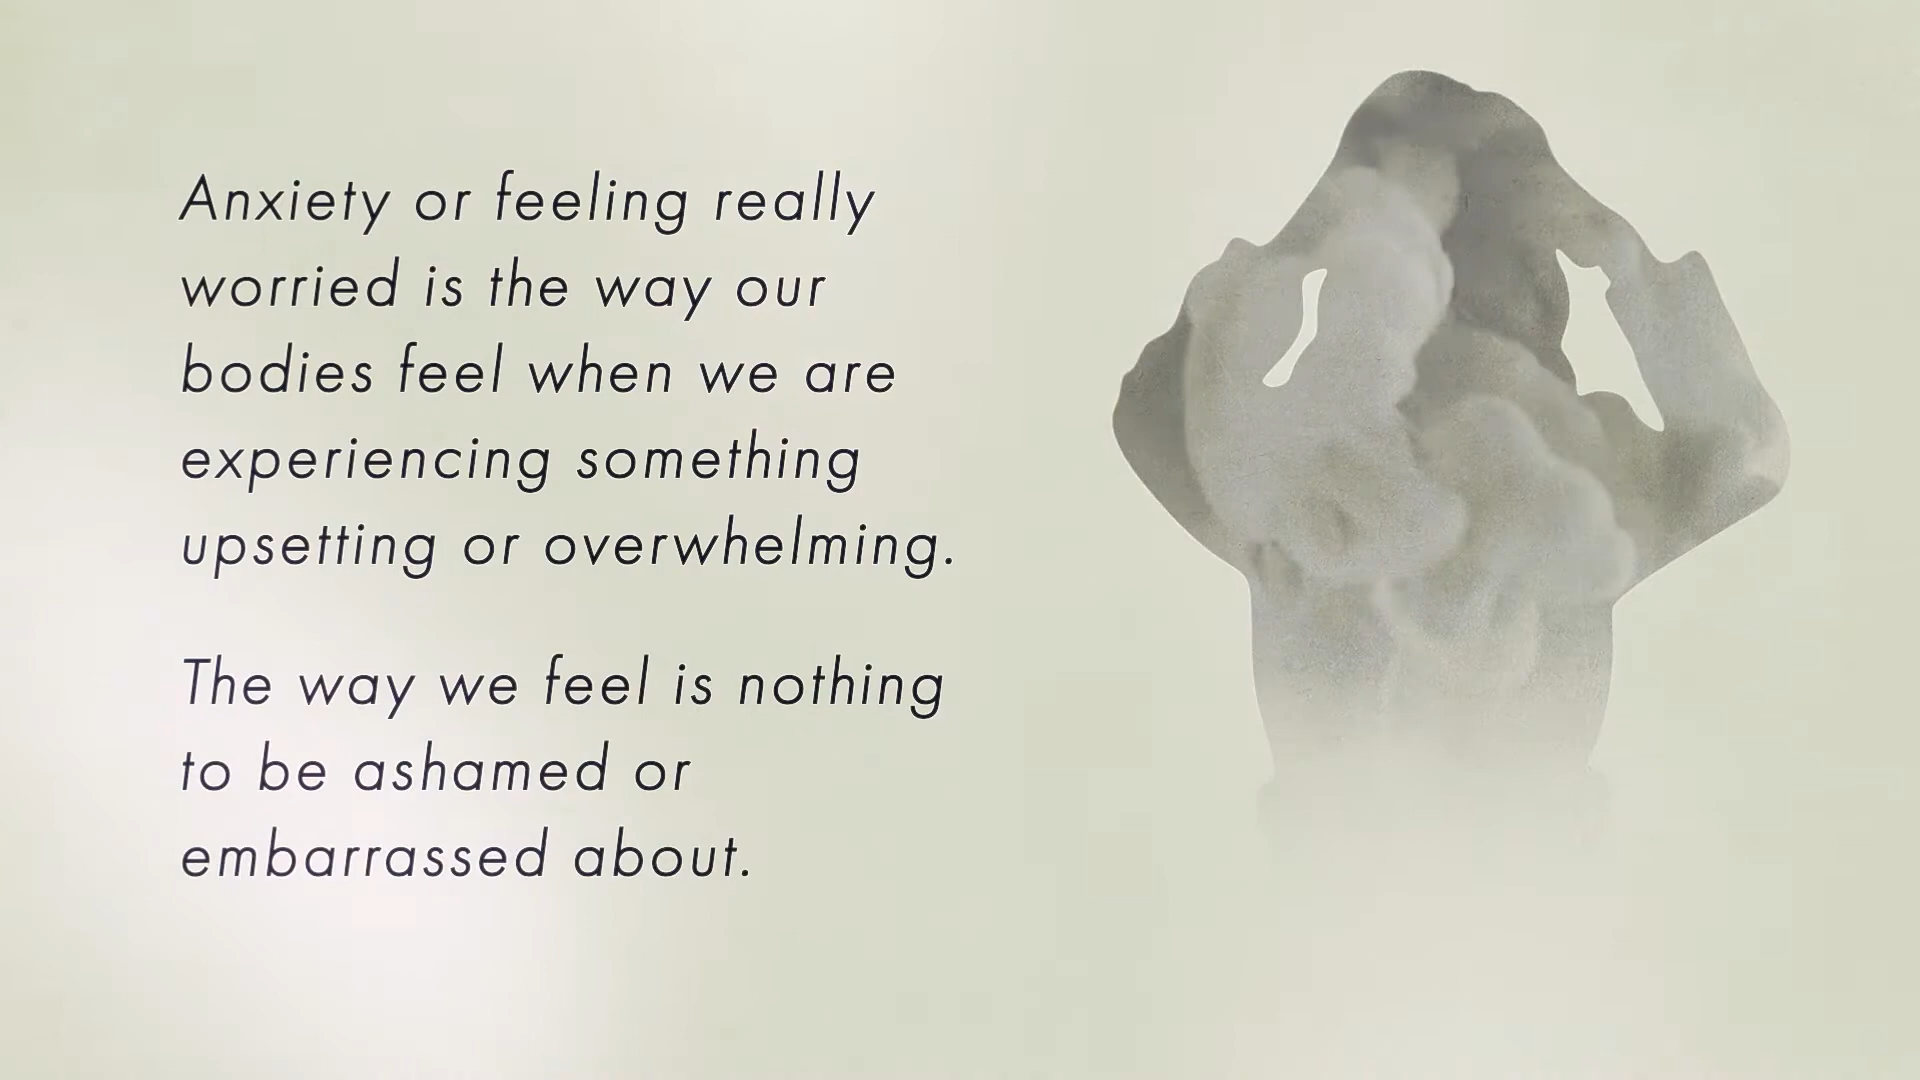 Anxiety or feeling really
worried is the way our
bodies feel when we are
experiencing something
upsetting or overwhelming.
The way we feel is nothing
to be ashamed or
embarrassed about.